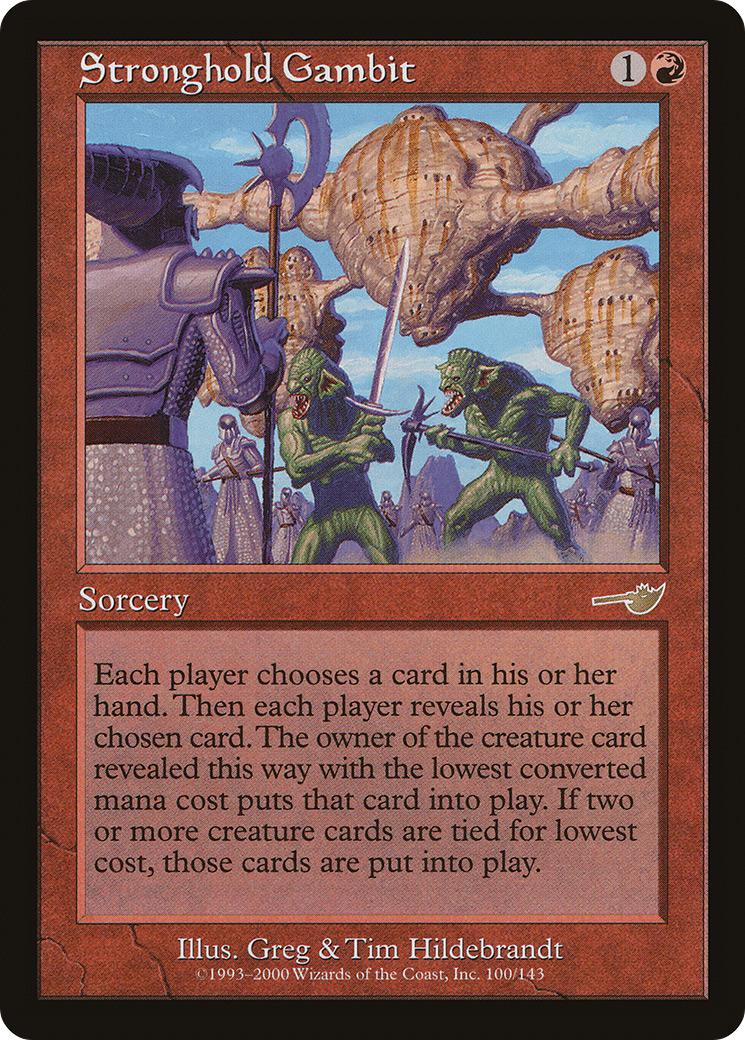 Stronghold Gambit 1
Sorcery
Each player chooses a card in his or her
hand. Then each player reveals his or her
chosen card. The owner of the creature card
revealed this way with the lowest converted
mana cost puts that card into play. If two
or more creature cards are tied for lowest
cost, those cards are put into play.
Illus. Greg & Tim Hildebrandt
©1993–2000 Wizards of the Coast, Inc. 100/143